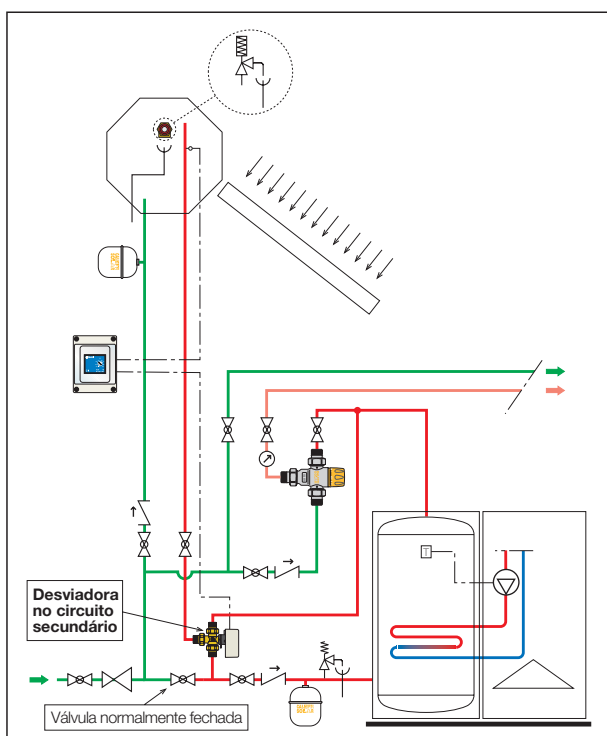 Desviadora
no circuito
secundário
Válvula normalmente fechada
T